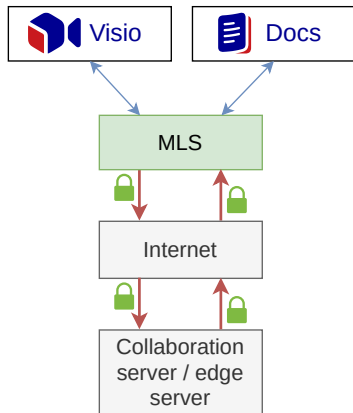 Visio
Docs
MLS
Internet
Collaboration
server / edge
server